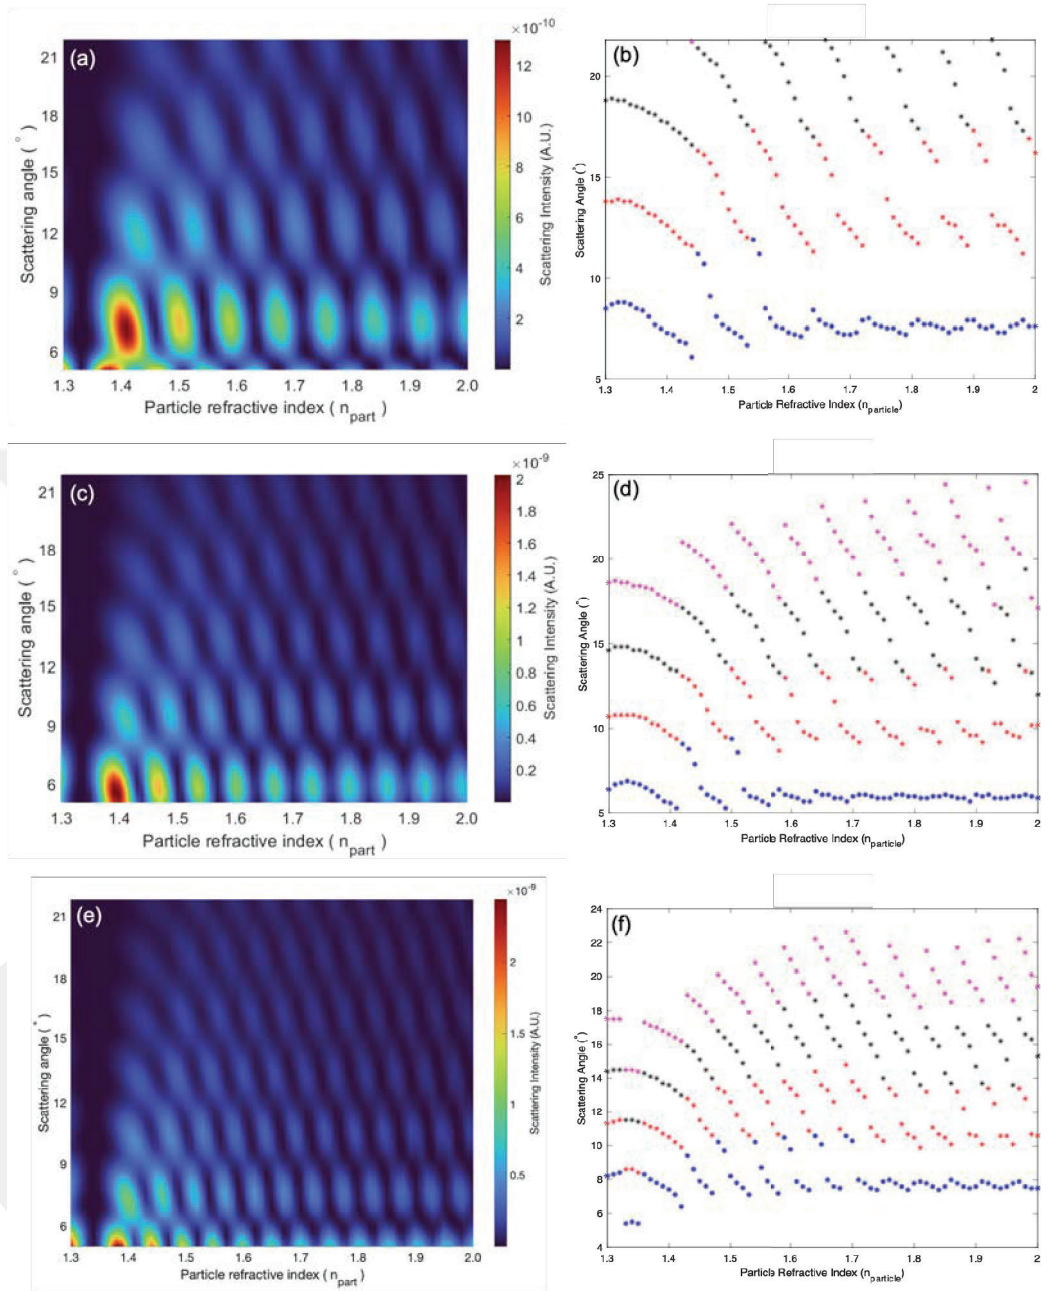 (a)
×10⁻¹⁰
Scattering angle ( ° )
21
18
15
12
9
6
1.3 1.4 1.5 1.6 1.7 1.8 1.9 2.0
Particle refractive index ( n_part )
12
10
8
6
4
2
Scattering Intensity (A.U.)
(b)
Scattering Angle (°)
20
15
10
5
1.3 1.4 1.5 1.6 1.7 1.8 1.9 2
Particle Refractive Index (n_particle)
(c)
×10⁻⁹
Scattering angle ( ° )
21
18
15
12
9
6
1.3 1.4 1.5 1.6 1.7 1.8 1.9 2.0
Particle refractive index ( n_part )
2
1.8
1.6
1.4
1.2
1
0.8
0.6
0.4
0.2
Scattering Intensity (A.U.)
(d)
Scattering Angle (°)
25
20
15
10
5
1.3 1.4 1.5 1.6 1.7 1.8 1.9 2
Particle Refractive Index (n_particle)
(e)
×10⁻⁹
Scattering angle ( ° )
21
18
15
12
9
6
1.3 1.4 1.5 1.6 1.7 1.8 1.9 2.0
Particle refractive index ( n_part )
2
1.5
1
0.5
Scattering Intensity (A.U.)
(f)
Scattering Angle (°)
24
22
20
18
16
14
12
10
8
6
4
1.3 1.4 1.5 1.6 1.7 1.8 1.9 2
Particle Refractive Index (n_particle)